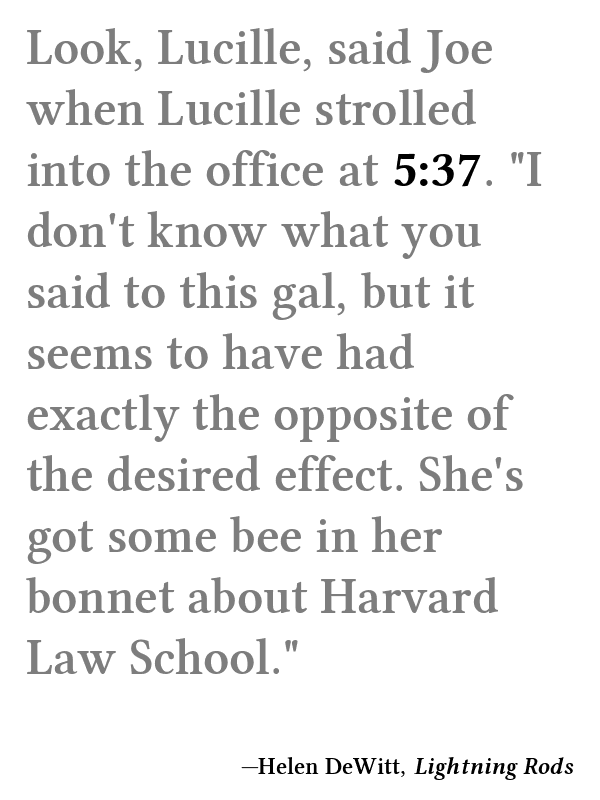 Look, Lucille, said Joe
when Lucille strolled
into the office at 5:37. "I
don't know what you
said to this gal, but it
seems to have had
exactly the opposite of
the desired effect. She's
got some bee in her
bonnet about Harvard
Law School."
—Helen DeWitt, Lightning Rods